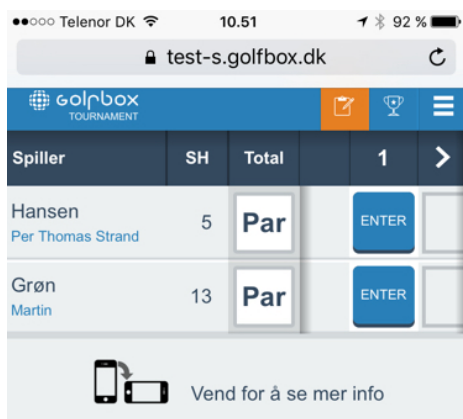 Telenor DK 10.51 92 %
test-s.golfbox.dk
GOLFBOX
TOURNAMENT
Spiller SH Total 1
Hansen 5 Par ENTER
Per Thomas Strand
Grøn 13 Par ENTER
Martin
Vend for å se mer info